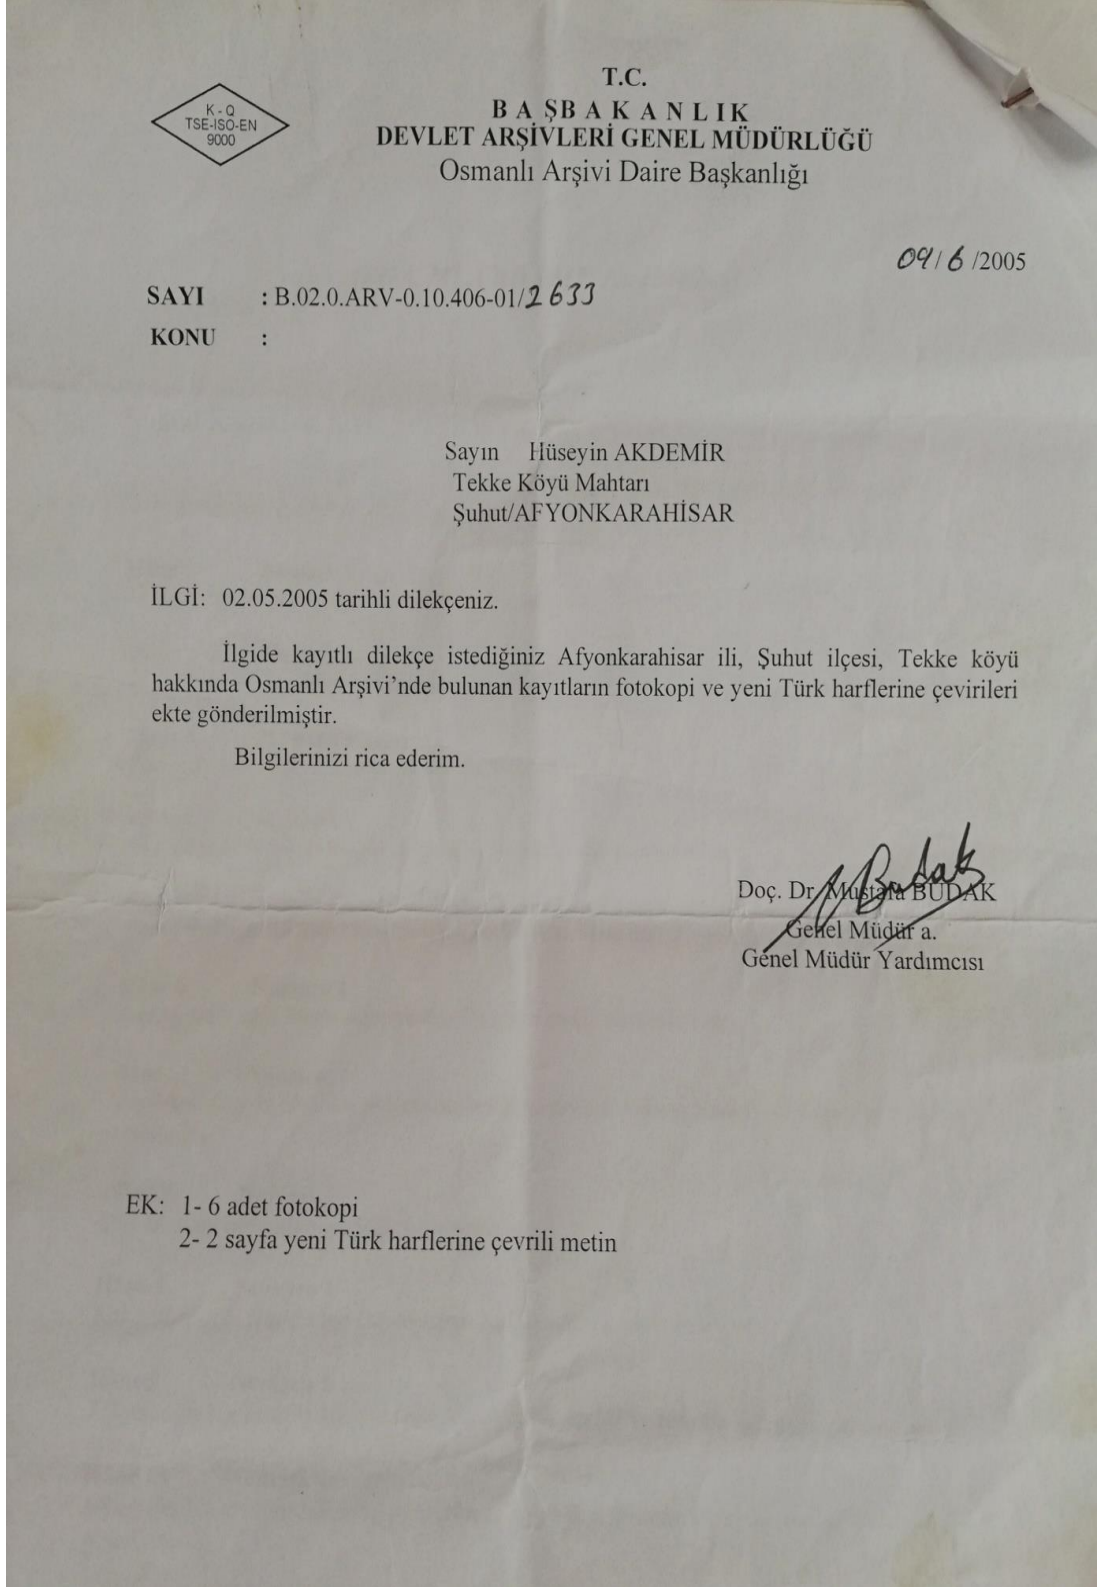 K - Q
TSE-ISO-EN
9000
T.C.
B A ŞB A K A N L I K
DEVLET ARŞİVLERİ GENEL MÜDÜRLÜĞÜ
Osmanlı Arşivi Daire Başkanlığı
09/ 6 /2005
SAYI : B.02.0.ARV-0.10.406-01/2633
KONU :
Sayın Hüseyin AKDEMİR
Tekke Köyü Mahtarı
Şuhut/AFYONKARAHİSAR
İLGİ: 02.05.2005 tarihli dilekçeniz.
İlgide kayıtlı dilekçe istediğiniz Afyonkarahisar ili, Şuhut ilçesi, Tekke köyü
hakkında Osmanlı Arşivi’nde bulunan kayıtların fotokopi ve yeni Türk harflerine çevirileri
ekte gönderilmiştir.
Bilgilerinizi rica ederim.
Budak
Doç. Dr. Mustafa BUDAK
Genel Müdür a.
Genel Müdür Yardımcısı
EK: 1- 6 adet fotokopi
2- 2 sayfa yeni Türk harflerine çevrili metin